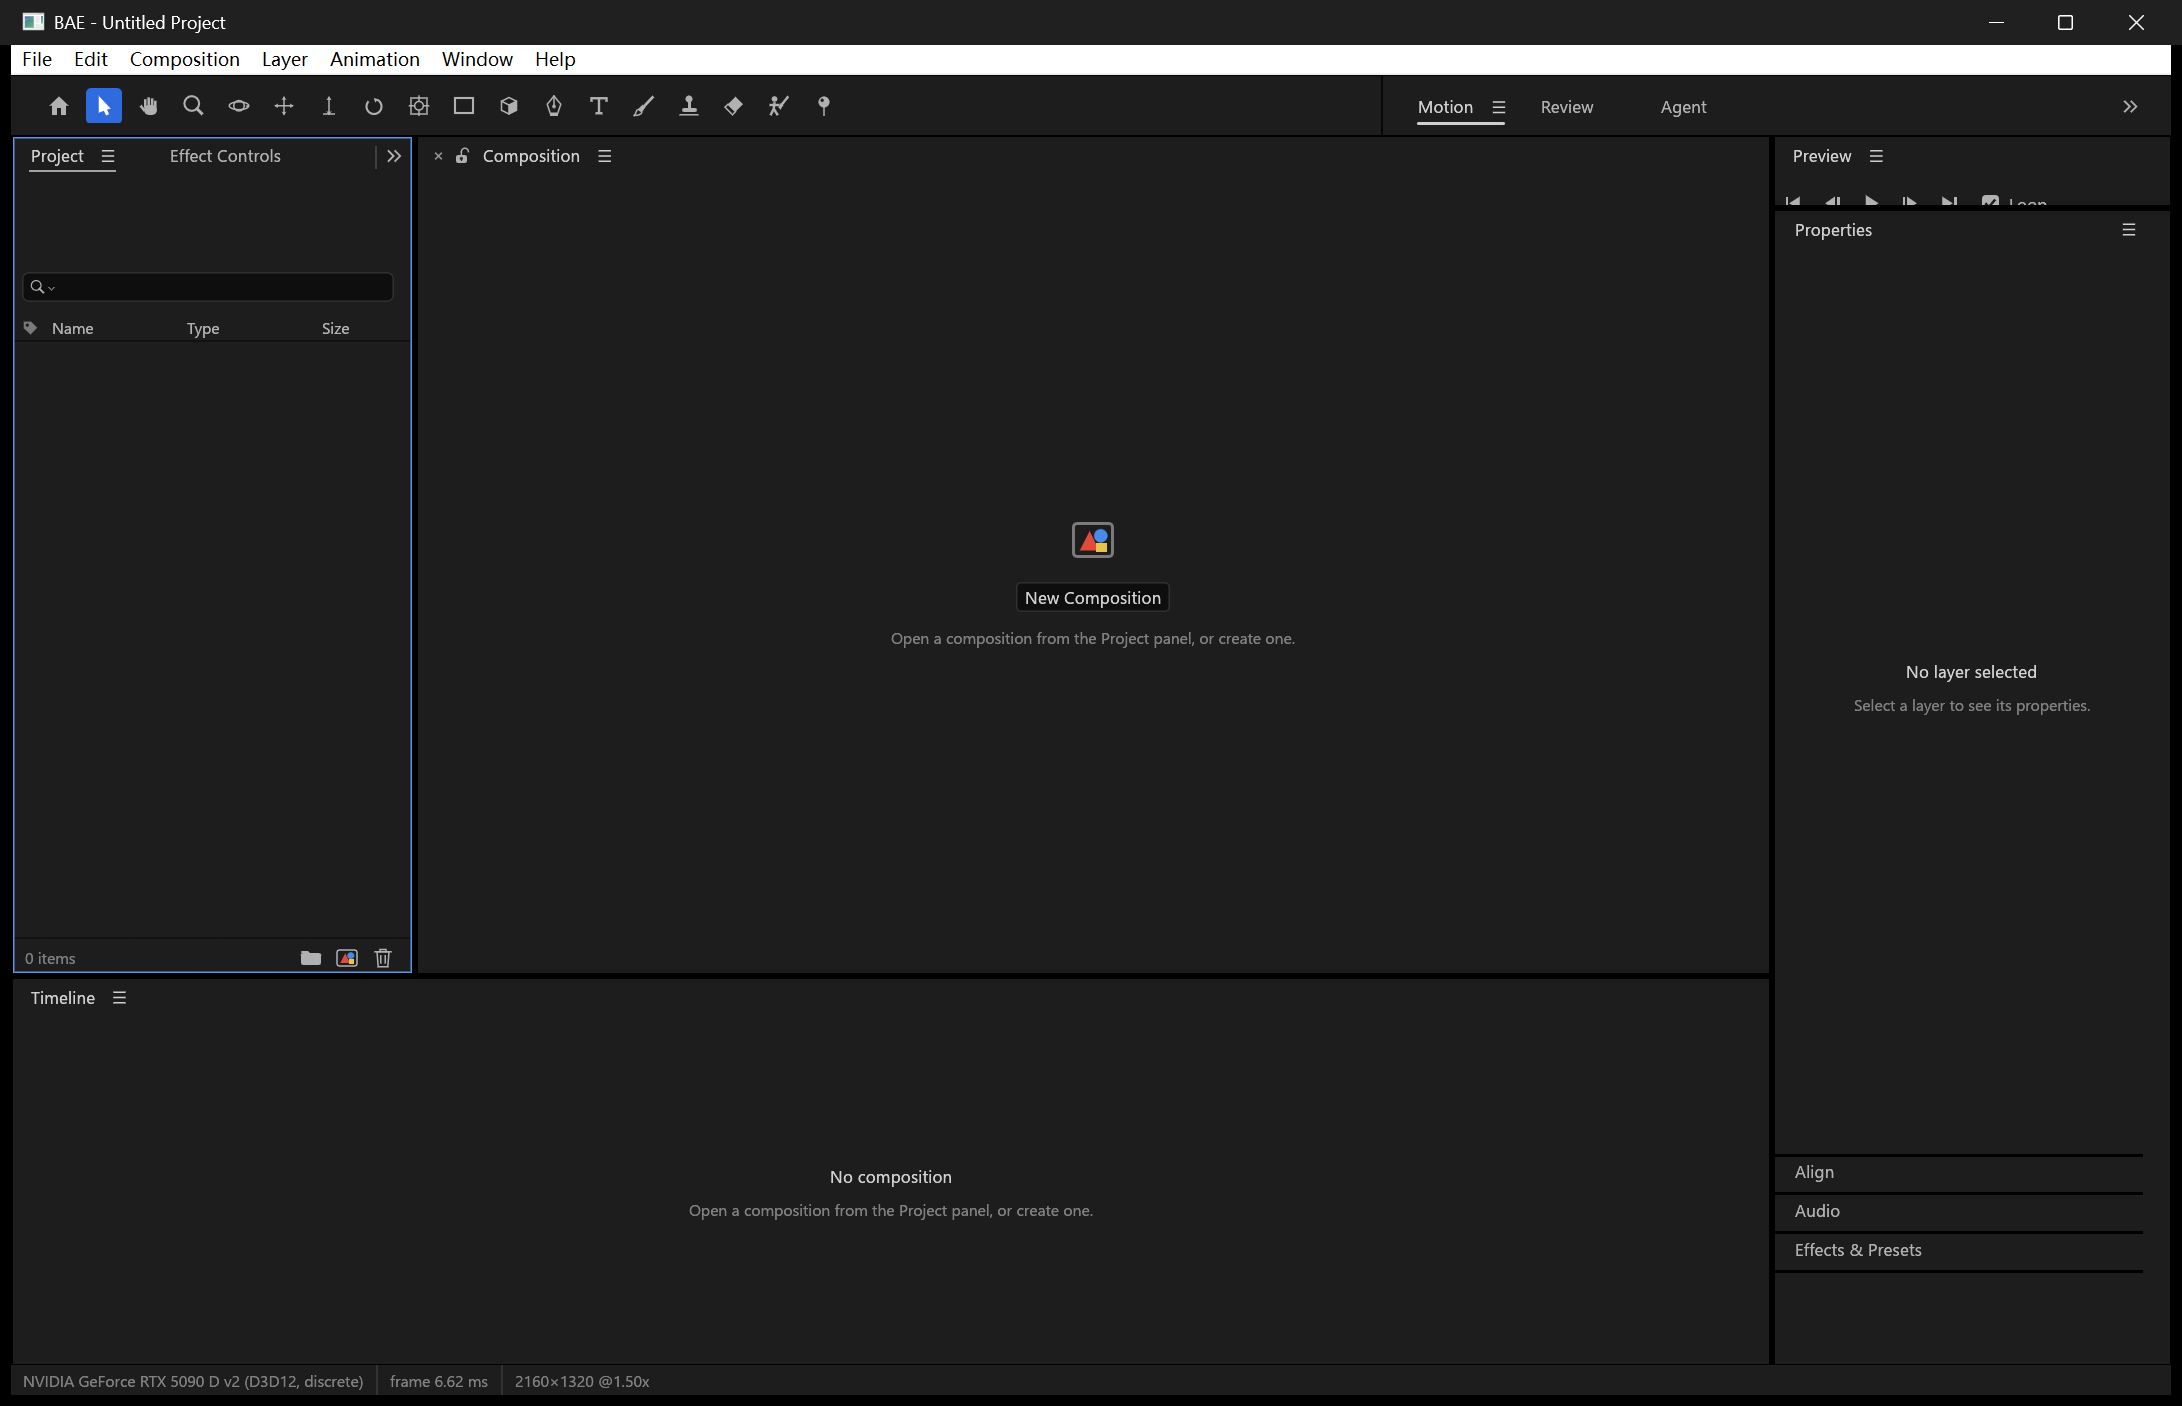 BAE - Untitled Project
File Edit Composition Layer Animation Window Help
Motion Review Agent
Project Effect Controls
Composition
Preview
Loop
Properties
Name Type Size
New Composition
Open a composition from the Project panel, or create one.
No layer selected
Select a layer to see its properties.
0 items
Timeline
No composition
Open a composition from the Project panel, or create one.
Align
Audio
Effects & Presets
NVIDIA GeForce RTX 5090 D v2 (D3D12, discrete) frame 6.62 ms 2160×1320 @1.50x